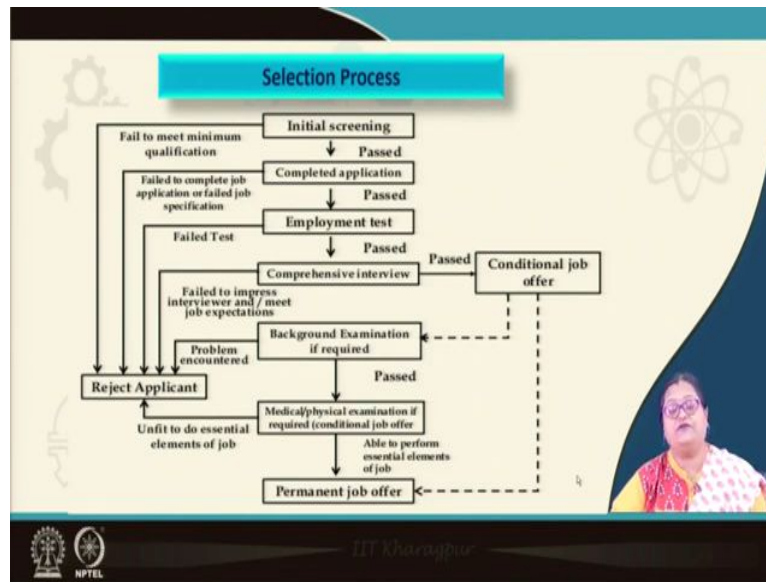 Selection Process
Initial screening
Fail to meet minimum
qualification
Passed
Completed application
Failed to complete job
application or failed job
specification
Passed
Employment test
Failed Test
Passed
Comprehensive interview
Passed
Conditional job
offer
Failed to impress
interviewer and / meet
job expectations
Background Examination
if required
Problem
encountered
Passed
Reject Applicant
Medical/physical examination if
required (conditional job offer
Unfit to do essential
elements of job
Able to perform
essential elements
of job
Permanent job offer
NPTEL
IIT Kharagpur